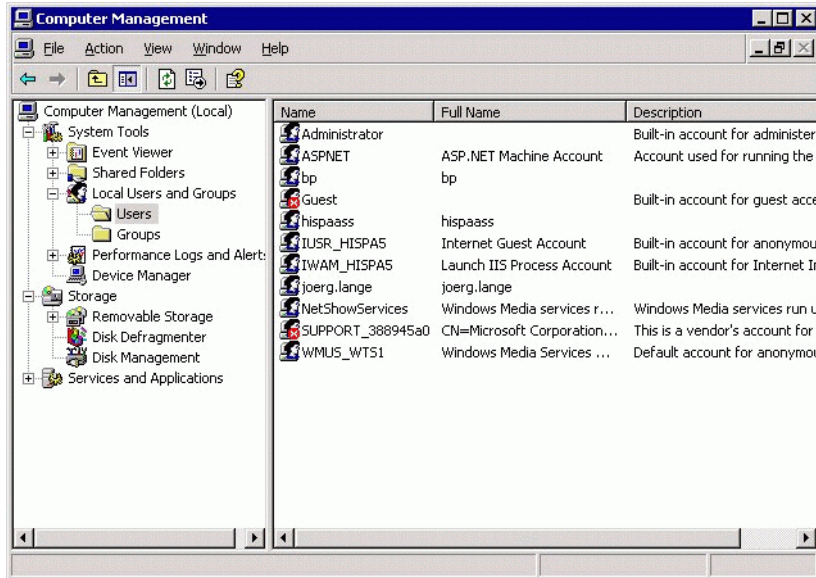 Computer Management
File Action View Window Help
Computer Management (Local)
System Tools
Event Viewer
Shared Folders
Local Users and Groups
Users
Groups
Performance Logs and Alert
Device Manager
Storage
Removable Storage
Disk Defragmenter
Disk Management
Services and Applications
Name Full Name Description
Administrator Built-in account for administer
ASPNET ASP.NET Machine Account Account used for running the
bp bp
Guest Built-in account for guest acce
hispaass hispaass
IUSR_HISPA5 Internet Guest Account Built-in account for anonymou
IWAM_HISPA5 Launch IIS Process Account Built-in account for Internet I
joerg.lange joerg.lange
NetShowServices Windows Media services r... Windows Media services run u
SUPPORT_388945a0 CN=Microsoft Corporation... This is a vendor's account for
WMUS_WTS1 Windows Media Services ... Default account for anonymou